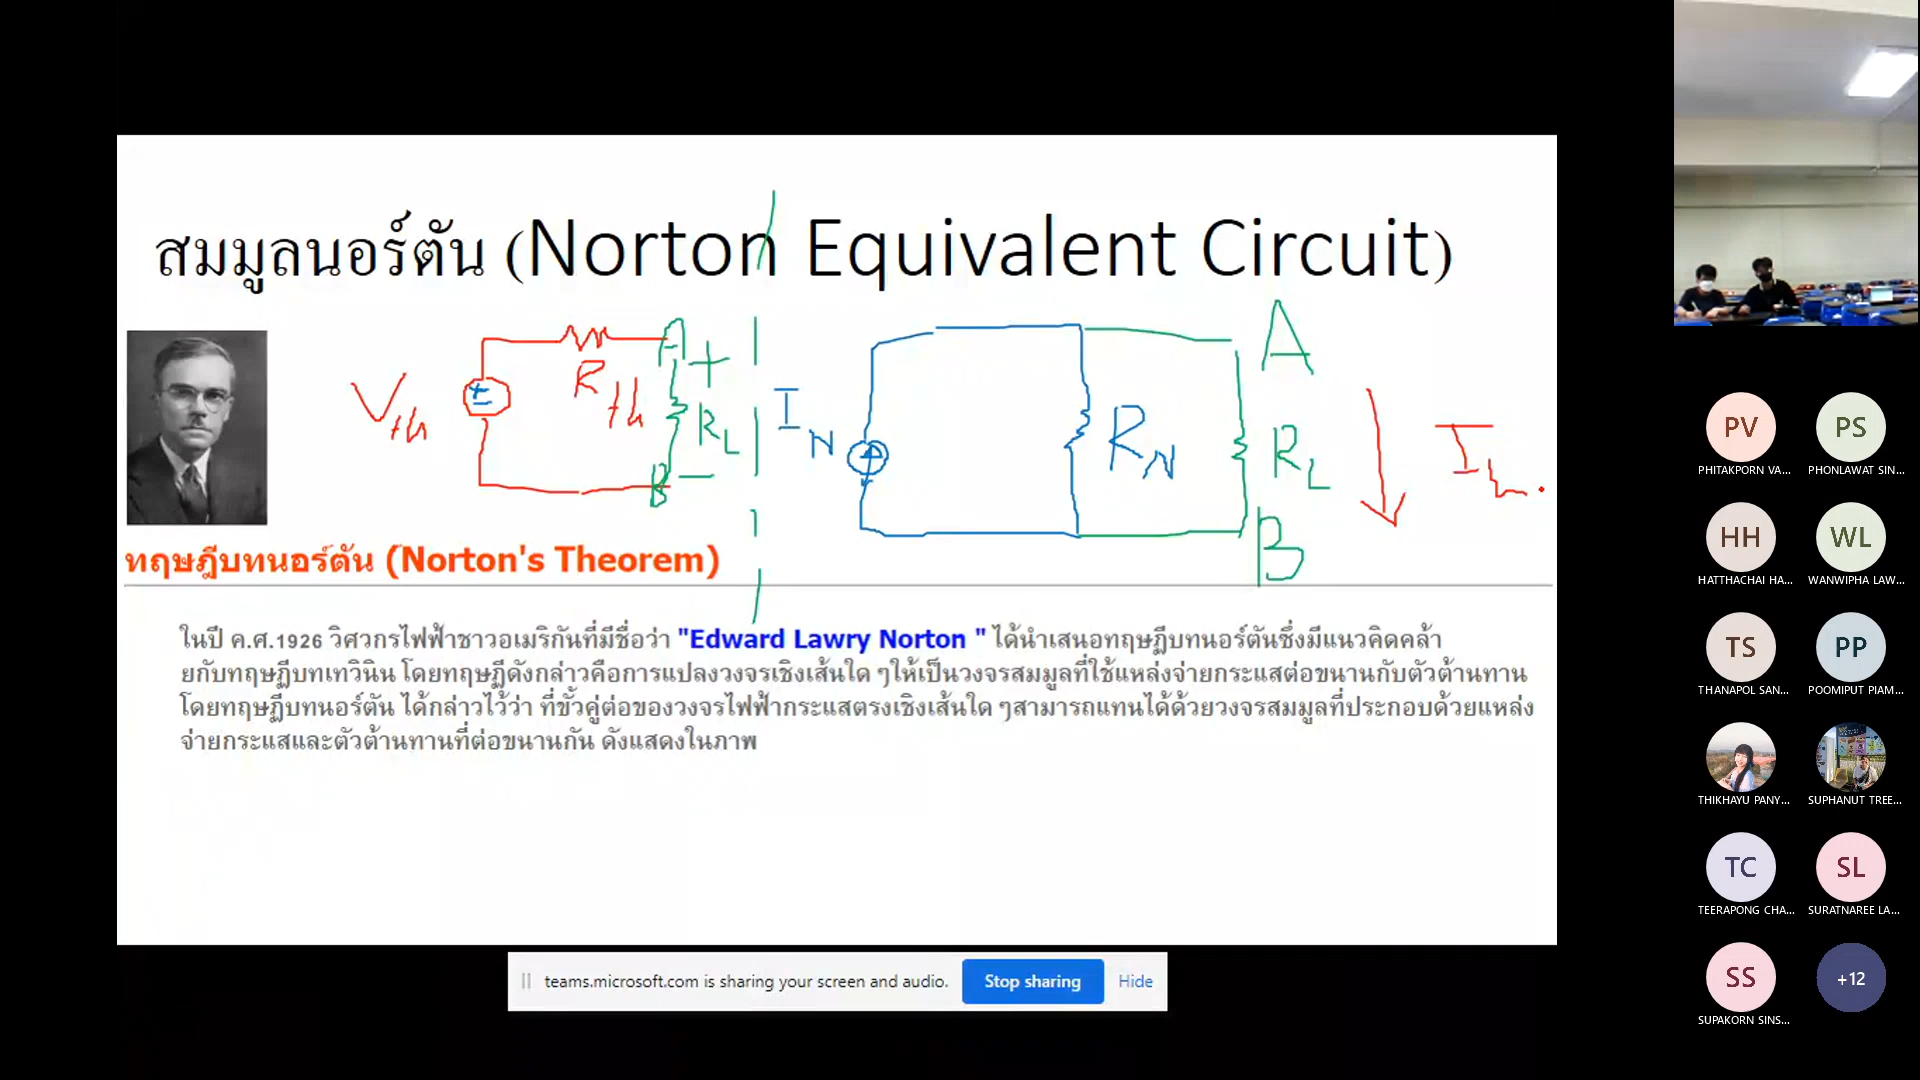 สมมูลนอร์ตัน (Norton Equivalent Circuit)
Vth
±
Rth
A
+
RL
B
-
IN
RN
A
RL
B
IL
ทฤษฎีบทนอร์ตัน (Norton's Theorem)
ในปี ค.ศ.1926 วิศวกรไฟฟ้าชาวอเมริกันที่มีชื่อว่า "Edward Lawry Norton " ได้นำเสนอทฤษฏีบทนอร์ตันซึ่งมีแนวคิดคล้า
ยกับทฤษฏีบทเทวินิน โดยทฤษฎีดังกล่าวคือการแปลงวงจรเชิงเส้นใด ๆให้เป็นวงจรสมมูลที่ใช้แหล่งจ่ายกระแสต่อขนานกับตัวต้านทาน
โดยทฤษฏีบทนอร์ตัน ได้กล่าวไว้ว่า ที่ขั้วคู่ต่อของวงจรไฟฟ้ากระแสตรงเชิงเส้นใด ๆสามารถแทนได้ด้วยวงจรสมมูลที่ประกอบด้วยแหล่ง
จ่ายกระแสและตัวต้านทานที่ต่อขนานกัน ดังแสดงในภาพ
teams.microsoft.com is sharing your screen and audio.
Stop sharing
Hide
PV
PS
PHITAKPORN VA...
PHONLAWAT SIN...
HH
WL
HATTHACHAI HA...
WANWIPHA LAW...
TS
PP
THANAPOL SAN...
POOMIPUT PIAM...
THIKHAYU PANY...
SUPHANUT TREE...
TC
SL
TEERAPONG CHA...
SURATNAREE LA...
SS
+12
SUPAKORN SINS...